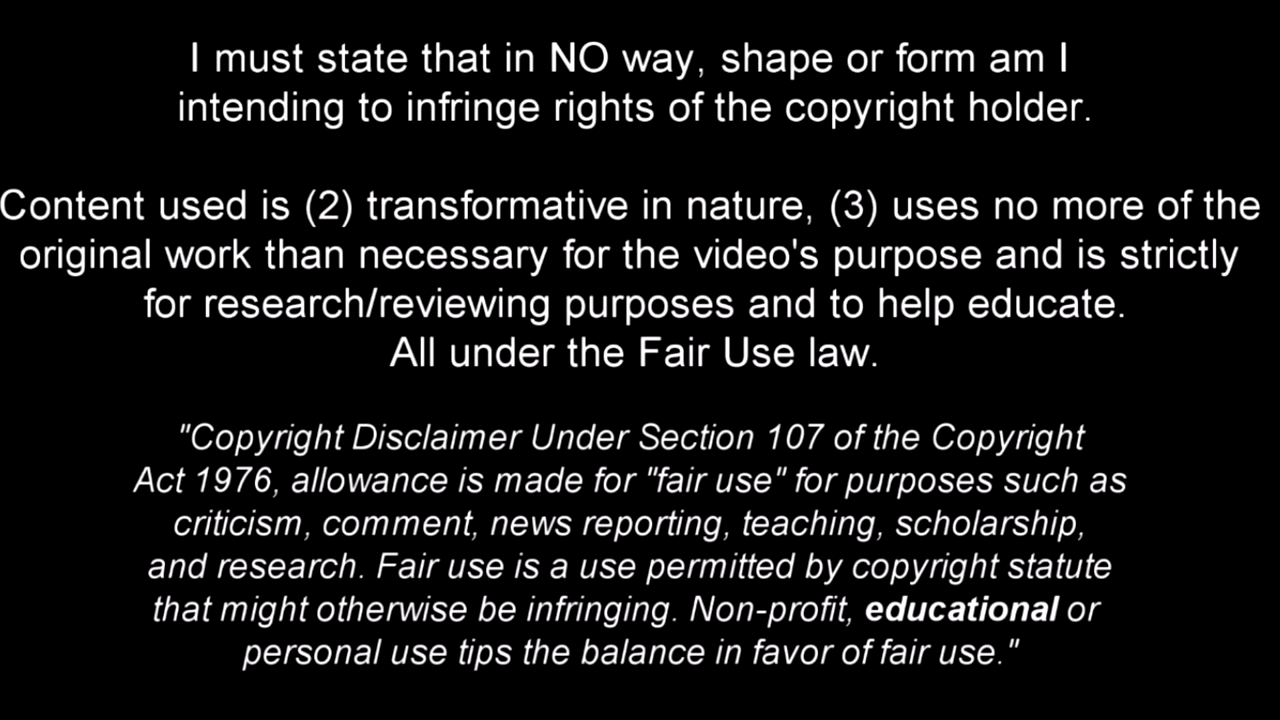 I must state that in NO way, shape or form am I
intending to infringe rights of the copyright holder.
Content used is (2) transformative in nature, (3) uses no more of the
original work than necessary for the video's purpose and is strictly
for research/reviewing purposes and to help educate.
All under the Fair Use law.
"Copyright Disclaimer Under Section 107 of the Copyright
Act 1976, allowance is made for "fair use" for purposes such as
criticism, comment, news reporting, teaching, scholarship,
and research. Fair use is a use permitted by copyright statute
that might otherwise be infringing. Non-profit, educational or
personal use tips the balance in favor of fair use."